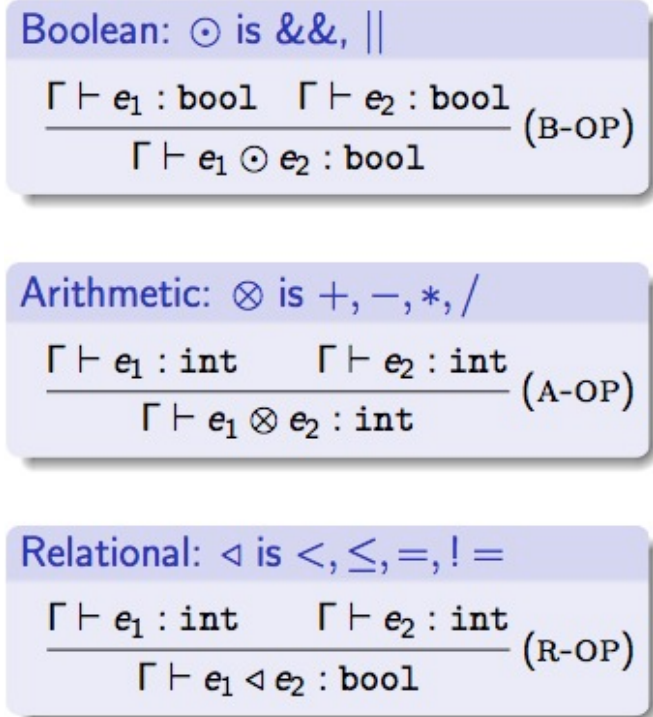 Boolean: ⊙ is &&, ||
Γ ⊢ e₁ : bool Γ ⊢ e₂ : bool
(B-OP)
Γ ⊢ e₁ ⊙ e₂ : bool
Arithmetic: ⊗ is +, −, *, /
Γ ⊢ e₁ : int Γ ⊢ e₂ : int
(A-OP)
Γ ⊢ e₁ ⊗ e₂ : int
Relational: ◁ is <, ≤, =, ! =
Γ ⊢ e₁ : int Γ ⊢ e₂ : int
(R-OP)
Γ ⊢ e₁ ◁ e₂ : bool